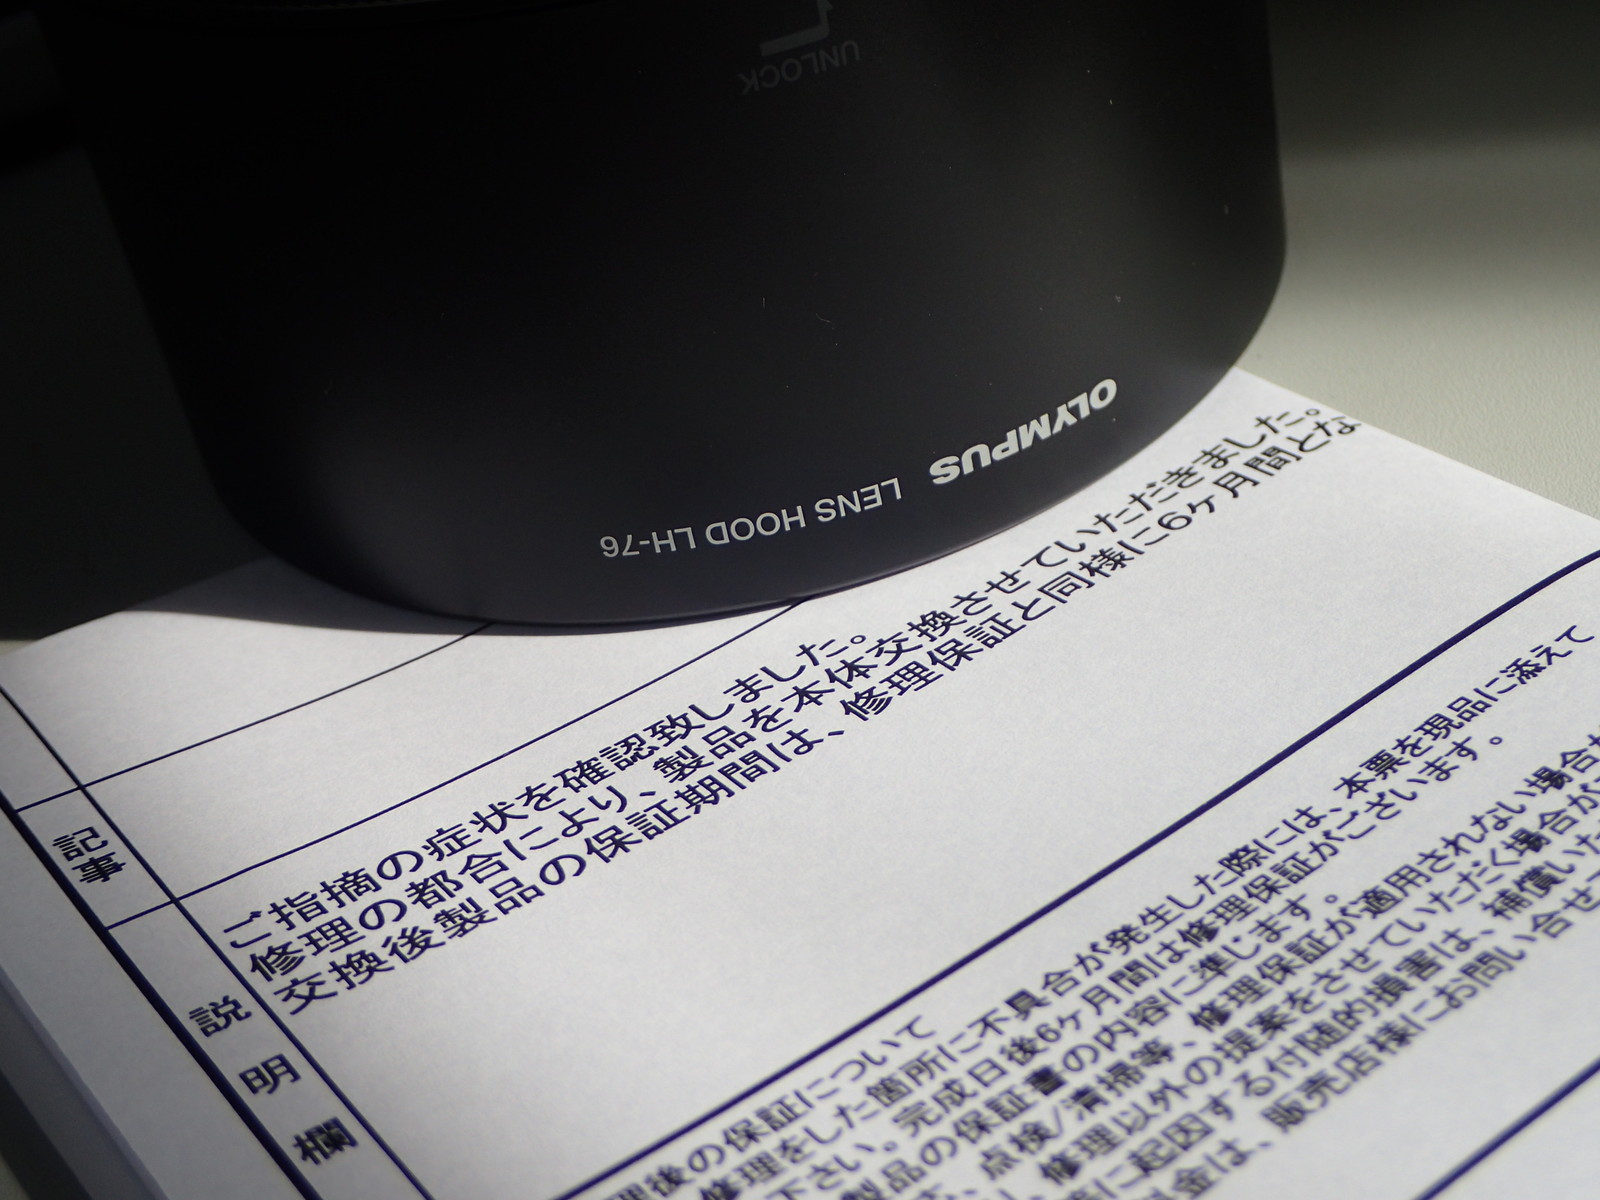 UNLOCK
OLYMPUS LENS HOOD LH-76
記事
説明欄
ご指摘の症状を確認致しました。
修理の都合により、製品を本体交換させていただきました。
交換後製品の保証期間は、修理保証と同様に6ヶ月間とな
理後の保証について
修理をした箇所に不具合が発生した際には、本票を現品に添えて
下さい。完成日後6ヶ月間は修理保証がございます。
製品の保証書の内容に準じます。
、点検/清掃等、修理保証が適用されない場合
修理以外の提案をさせていただく場合が
に起因する付随的損害は、補償いた
金は、販売店様にお問い合せ